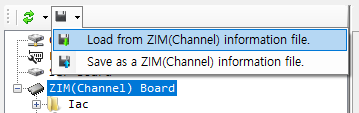 Load from ZIM(Channel) information file.
Save as a ZIM(Channel) information file.
ZIM(Channel) Board
Iac